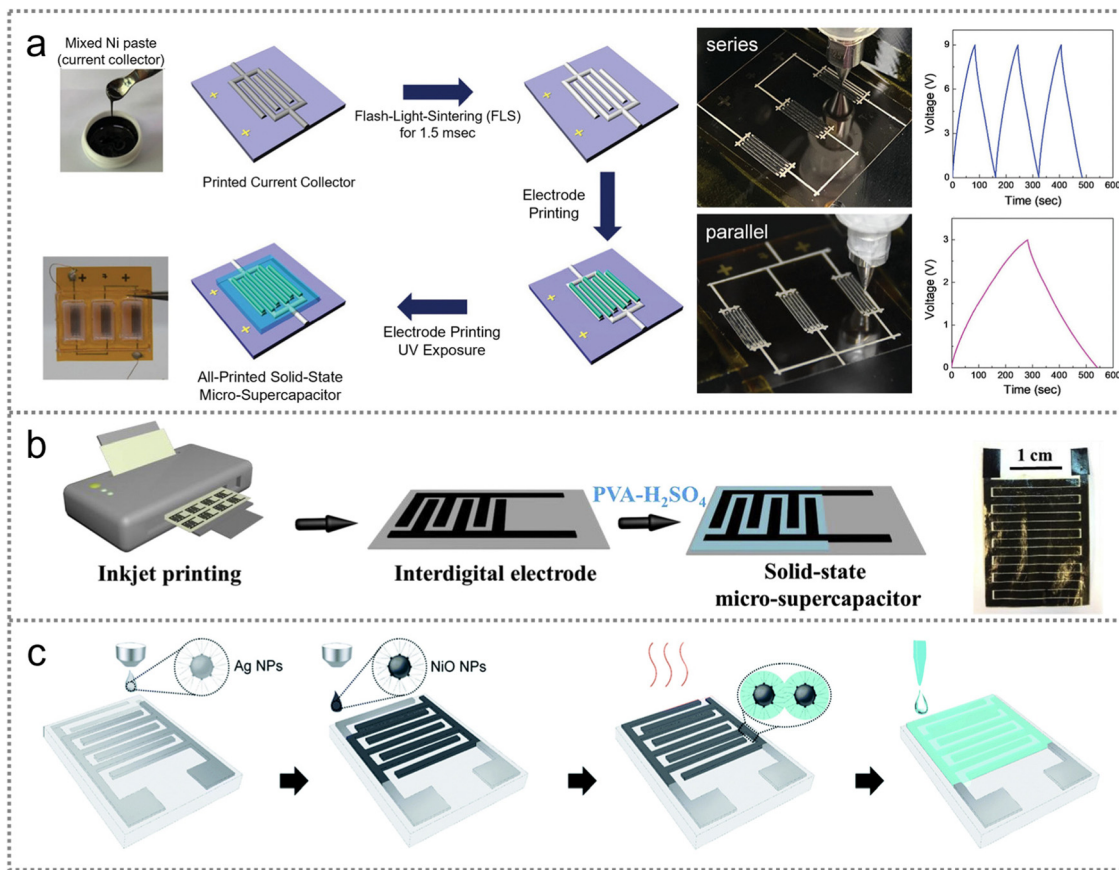 a
Mixed Ni paste
(current collector)
Printed Current Collector
Flash-Light-Sintering (FLS)
for 1.5 msec
Electrode
Printing
Electrode Printing
UV Exposure
All-Printed Solid-State
Micro-Supercapacitor
+ +
series
9
6
3
0
Voltage (V)
0 100 200 300 400 500 600
Time (sec)
parallel
3
2
1
0
Voltage (V)
0 100 200 300 400 500 600
Time (sec)
b
Inkjet printing
Interdigital electrode
PVA-H₂SO₄
Solid-state
micro-supercapacitor
1 cm
c
Ag NPs
NiO NPs